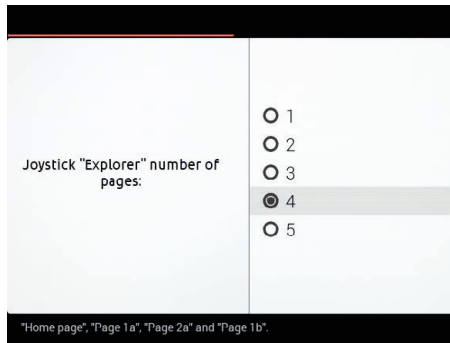 Joystick "Explorer" number of
pages:
1
2
3
4
5
"Home page", "Page 1a", "Page 2a" and "Page 1b".